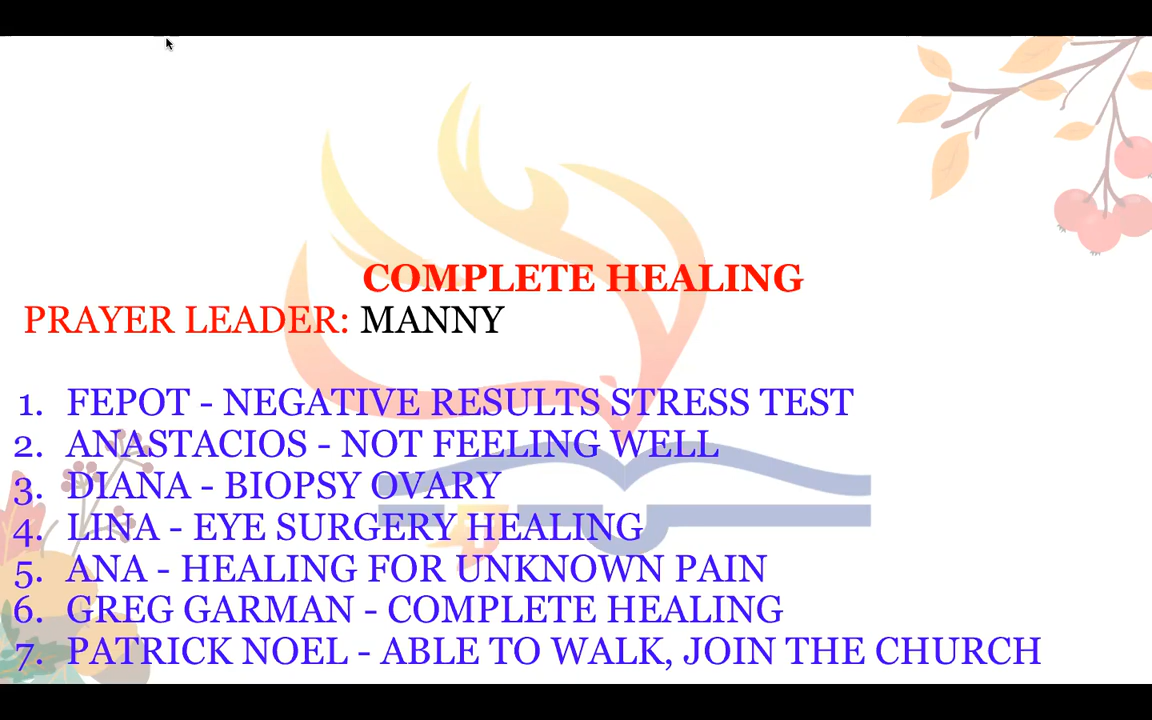 COMPLETE HEALING
PRAYER LEADER: MANNY
1. FEPOT - NEGATIVE RESULTS STRESS TEST
2. ANASTACIOS - NOT FEELING WELL
3. DIANA - BIOPSY OVARY
4. LINA - EYE SURGERY HEALING
5. ANA - HEALING FOR UNKNOWN PAIN
6. GREG GARMAN - COMPLETE HEALING
7. PATRICK NOEL - ABLE TO WALK, JOIN THE CHURCH